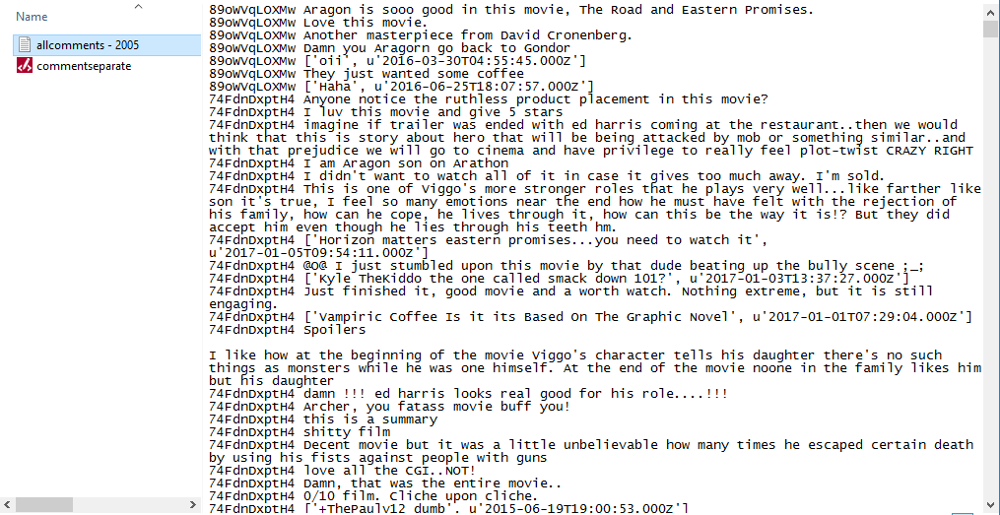 Name
allcomments - 2005
commentseparate
89oWVqLOXMw Aragon is sooo good in this movie, The Road and Eastern Promises.
89oWVqLOXMw Love this movie.
89oWVqLOXMw Another masterpiece from David Cronenberg.
89oWVqLOXMw Damn you Aragorn go back to Gondor
89oWVqLOXMw ['oii', u'2016-03-30T04:55:45.000Z']
89oWVqLOXMw They just wanted some coffee
89oWVqLOXMw ['Haha', u'2016-06-25T18:07:57.000Z']
74FdnDxptH4 Anyone notice the ruthless product placement in this movie?
74FdnDxptH4 I luv this movie and give 5 stars
74FdnDxptH4 imagine if trailer was ended with ed harris coming at the restaurant..then we would
think that this is story about hero that will be being attacked by mob or something similar..and
with that prejudice we will go to cinema and have privilege to really feel plot-twist CRAZY RIGHT
74FdnDxptH4 I am Aragon son on Arathon
74FdnDxptH4 I didn't want to watch all of it in case it gives too much away. I'm sold.
74FdnDxptH4 This is one of Viggo's more stronger roles that he plays very well...like farther like
son it's true, I feel so many emotions near the end how he must have felt with the rejection of
his family, how can he cope, he lives through it, how can this be the way it is!? But they did
accept him even though he lies through his teeth hm.
74FdnDxptH4 ['Horizon matters eastern promises...you need to watch it',
u'2017-01-05T09:54:11.000Z']
74FdnDxptH4 @O@ I just stumbled upon this movie by that dude beating up the bully scene ;_;
74FdnDxptH4 ['Kyle TheKiddo the one called smack down 101?', u'2017-01-03T13:37:27.000Z']
74FdnDxptH4 Just finished it, good movie and a worth watch. Nothing extreme, but it is still
engaging.
74FdnDxptH4 ['Vampiric Coffee Is it its Based On The Graphic Novel', u'2017-01-01T07:29:04.000Z']
74FdnDxptH4 Spoilers
I like how at the beginning of the movie Viggo's character tells his daughter there's no such
things as monsters while he was one himself. At the end of the movie noone in the family likes him
but his daughter
74FdnDxptH4 damn !!! ed harris looks real good for his role....!!!
74FdnDxptH4 Archer, you fatass movie buff you!
74FdnDxptH4 this is a summary
74FdnDxptH4 shitty film
74FdnDxptH4 Decent movie but it was a little unbelievable how many times he escaped certain death
by using his fists against people with guns
74FdnDxptH4 love all the CGI..NOT!
74FdnDxptH4 Damn, that was the entire movie..
74FdnDxptH4 0/10 film. Cliche upon cliche.
74FdnDxptH4 ['+ThePaulv12 dumb', u'2015-06-19T19:00:53.000Z']